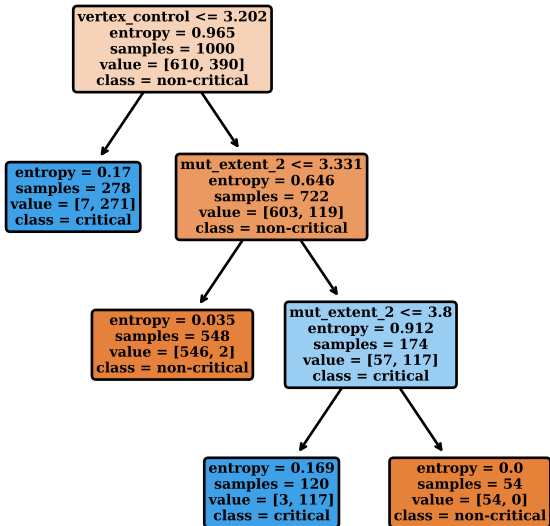 vertex_control <= 3.202
entropy = 0.965
samples = 1000
value = [610, 390]
class = non-critical
entropy = 0.17
samples = 278
value = [7, 271]
class = critical
mut_extent_2 <= 3.331
entropy = 0.646
samples = 722
value = [603, 119]
class = non-critical
entropy = 0.035
samples = 548
value = [546, 2]
class = non-critical
mut_extent_2 <= 3.8
entropy = 0.912
samples = 174
value = [57, 117]
class = critical
entropy = 0.169
samples = 120
value = [3, 117]
class = critical
entropy = 0.0
samples = 54
value = [54, 0]
class = non-critical